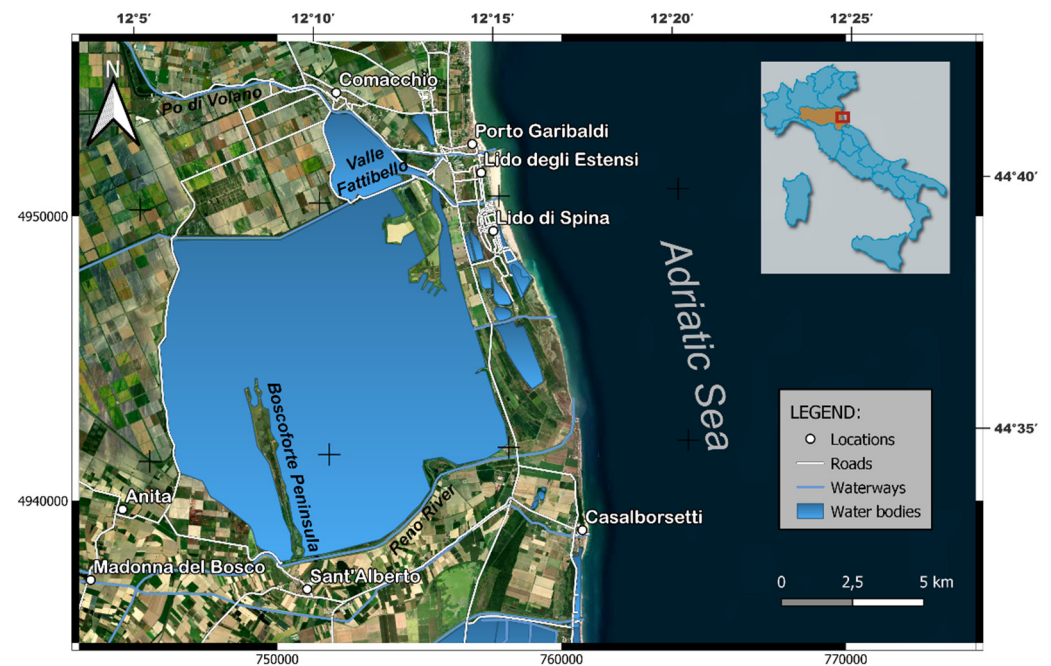 12°5′ 12°10′ 12°15′ 12°20′ 12°25′
N
Comacchio
Po di Volano
Porto Garibaldi
Valle
Fattibello
Lido degli Estensi
44°40′
4950000
Lido di Spina
Adriatic Sea
Boscoforte Peninsula
LEGEND:
Locations
Roads
Waterways
Water bodies
44°35′
4940000
Anita
Reno River
Casalborsetti
Madonna del Bosco
Sant'Alberto
0 2,5 5 km
750000 760000 770000